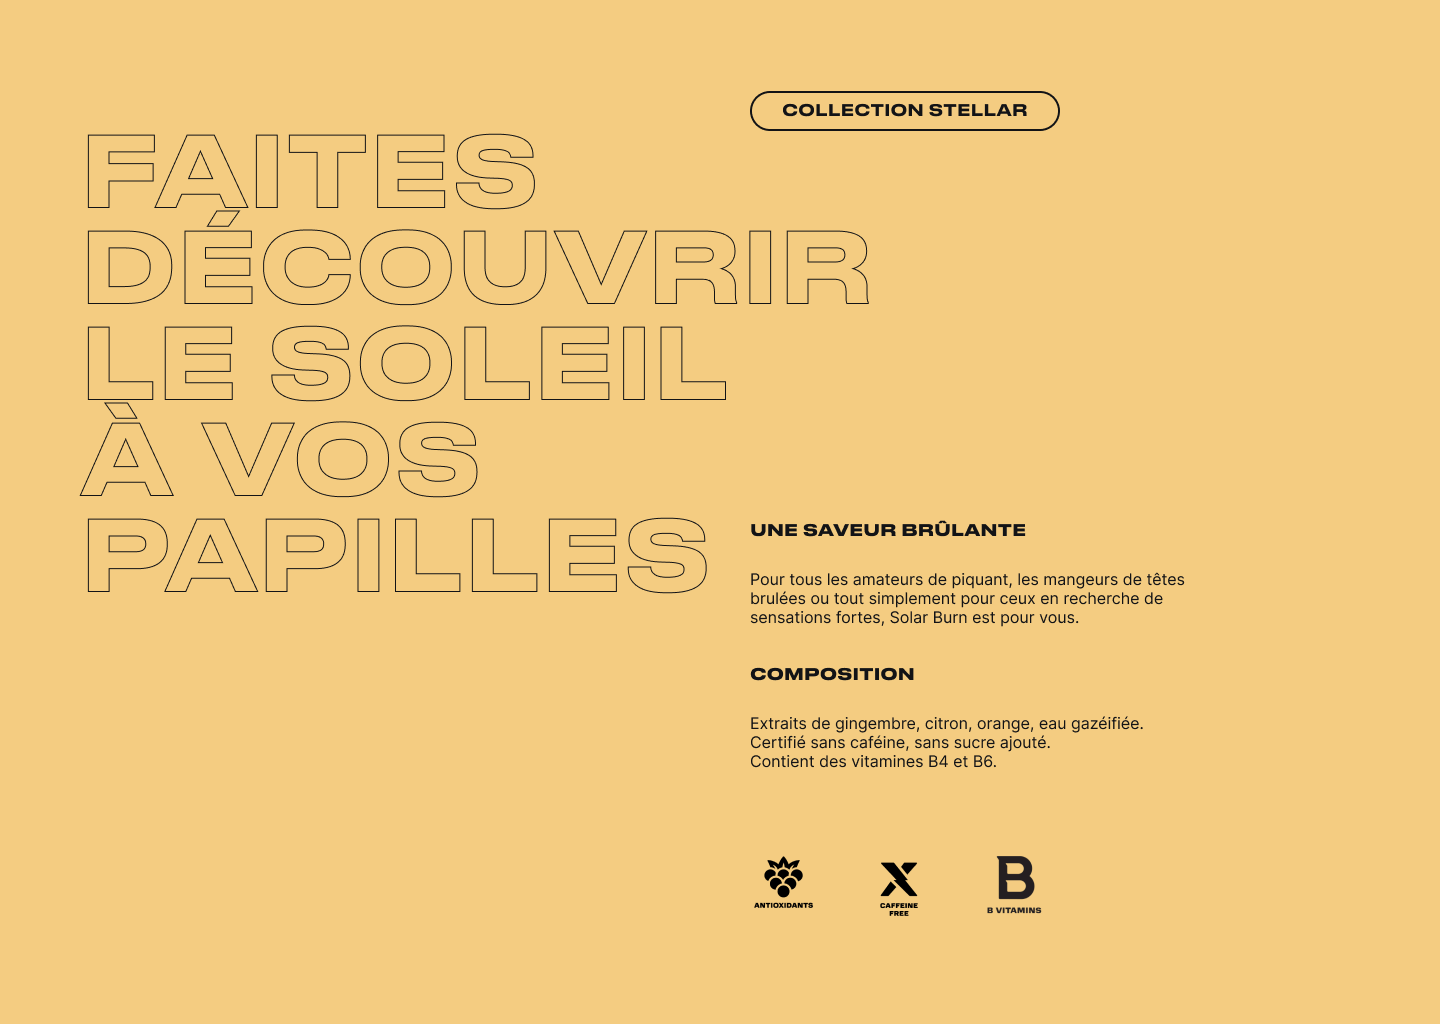 FAITES
DÉCOUVRIR
LE SOLEIL
À VOS
PAPILLES
COLLECTION STELLAR
UNE SAVEUR BRÛLANTE
Pour tous les amateurs de piquant, les mangeurs de têtes
brulées ou tout simplement pour ceux en recherche de
sensations fortes, Solar Burn est pour vous.
COMPOSITION
Extraits de gingembre, citron, orange, eau gazéifiée.
Certifié sans caféine, sans sucre ajouté.
Contient des vitamines B4 et B6.
ANTIOXIDANTS
CAFFEINE
FREE
B
B VITAMINS